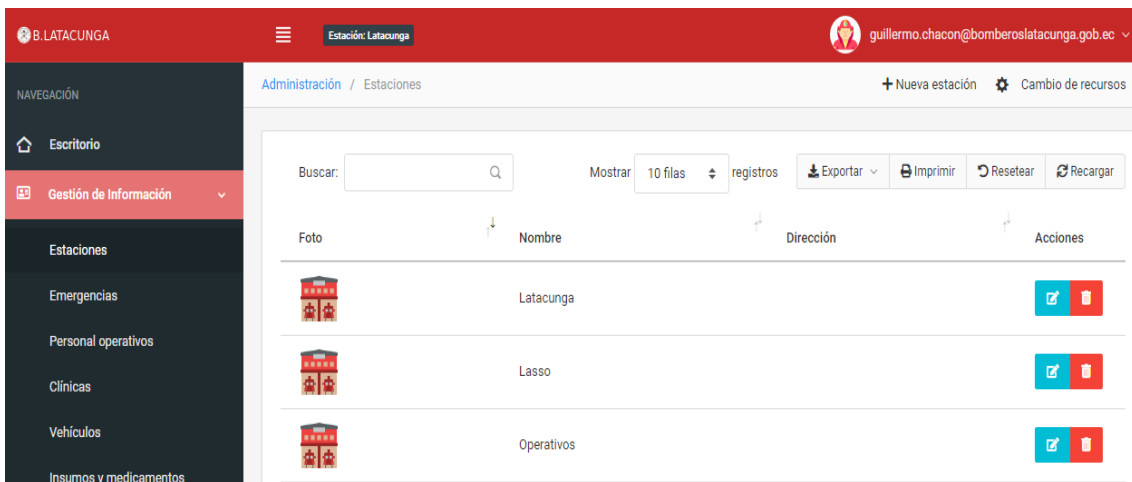 B.LATACUNGA
Estación: Latacunga
guillermo.chacon@bomberoslatacunga.gob.ec
NAVEGACIÓN
Escritorio
Gestión de Información
Estaciones
Emergencias
Personal operativos
Clínicas
Vehículos
Insumos y medicamentos
Administración / Estaciones
Nueva estación
Cambio de recursos
Buscar:
Mostrar 10 filas registros
Exportar
Imprimir
Resetear
Recargar
Foto Nombre Dirección Acciones
Latacunga
Lasso
Operativos